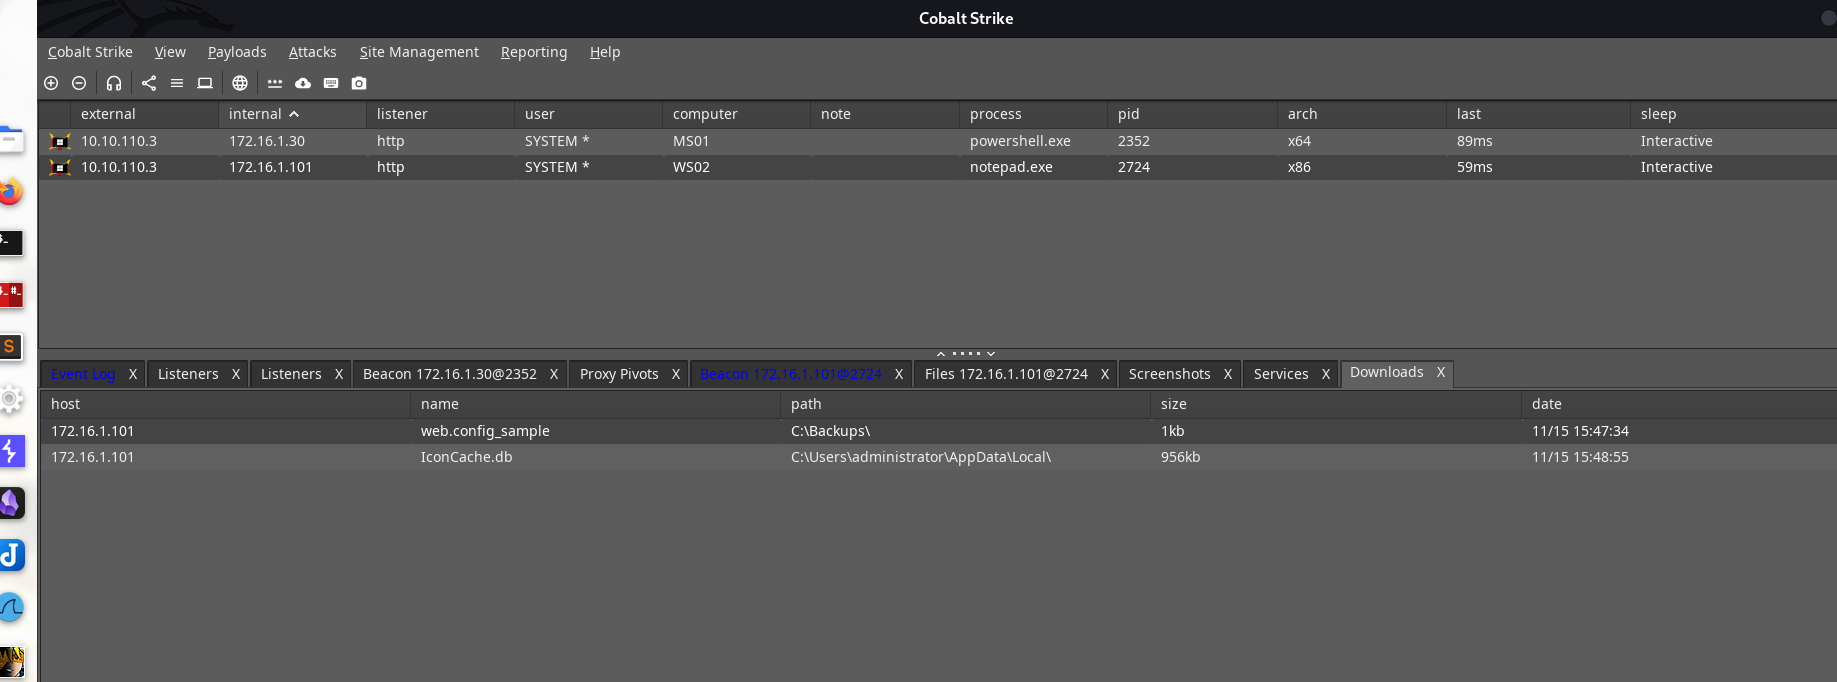 Cobalt Strike
Cobalt Strike View Payloads Attacks Site Management Reporting Help
external internal listener user computer note process pid arch last sleep
10.10.110.3 172.16.1.30 http SYSTEM * MS01 powershell.exe 2352 x64 89ms Interactive
10.10.110.3 172.16.1.101 http SYSTEM * WS02 notepad.exe 2724 x86 59ms Interactive
Event Log X Listeners X Listeners X Beacon 172.16.1.30@2352 X Proxy Pivots X Beacon 172.16.1.101@2724 X Files 172.16.1.101@2724 X Screenshots X Services X Downloads X
host name path size date
172.16.1.101 web.config_sample C:\Backups\ 1kb 11/15 15:47:34
172.16.1.101 IconCache.db C:\Users\administrator\AppData\Local\ 956kb 11/15 15:48:55